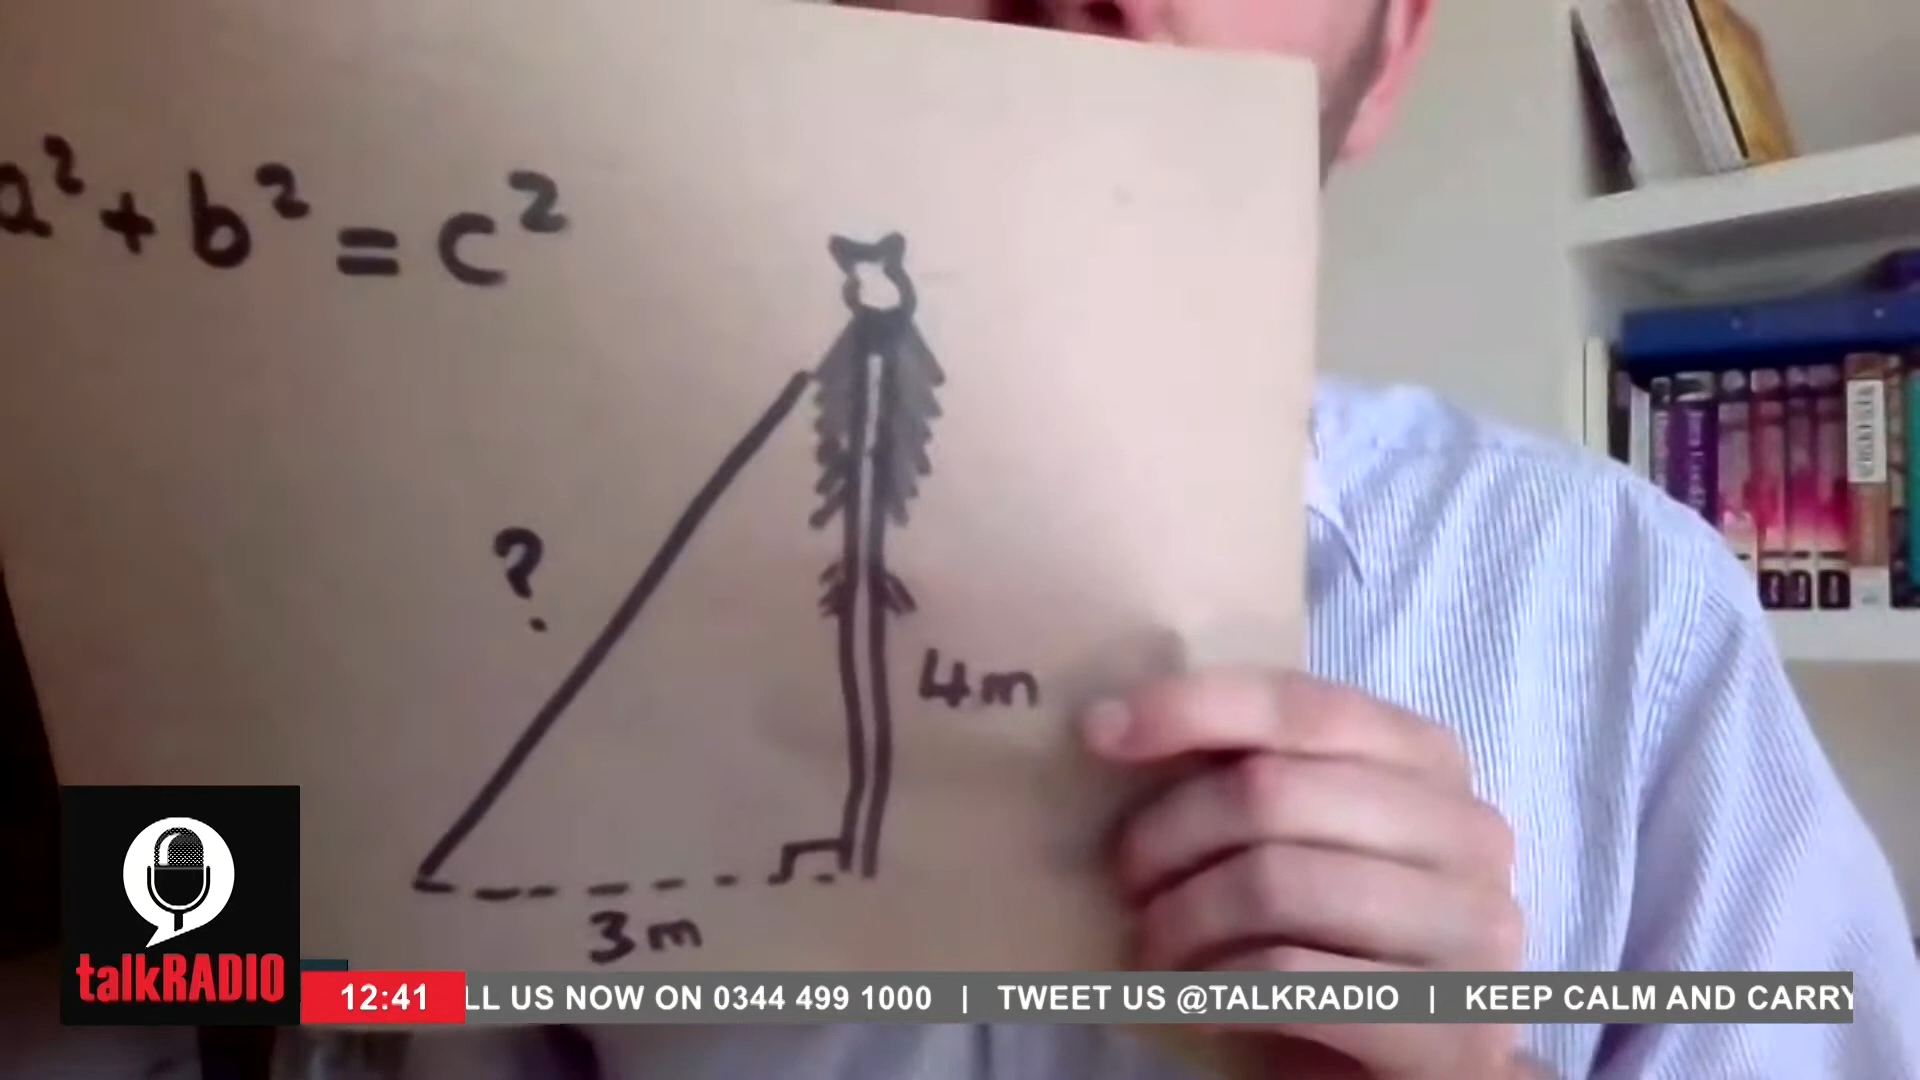 a² + b² = c²
?
4m
3m
talkRADIO
12:41
LL US NOW ON 0344 499 1000 | TWEET US @TALKRADIO | KEEP CALM AND CARRY